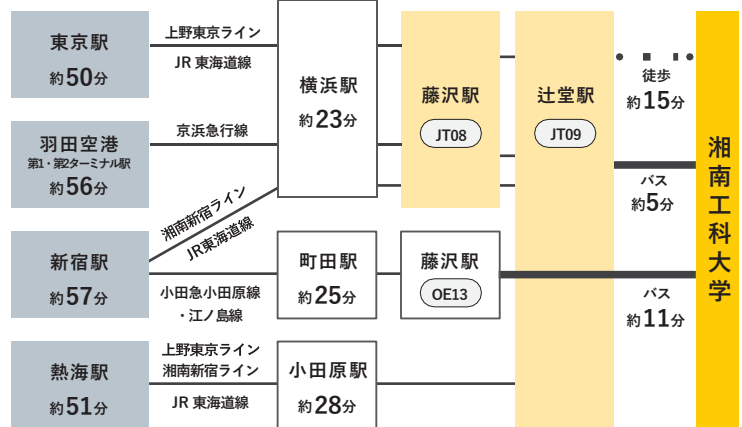 東京駅
約50分
上野東京ライン
JR 東海道線
横浜駅
約23分
藤沢駅
JT08
辻堂駅
JT09
徒歩
約15分
羽田空港
第1・第2ターミナル駅
約56分
京浜急行線
バス
約5分
湘南工科大学
湘南新宿ライン
JR東海道線
新宿駅
約57分
小田急小田原線
・江ノ島線
町田駅
約25分
藤沢駅
OE13
バス
約11分
熱海駅
約51分
上野東京ライン
湘南新宿ライン
JR 東海道線
小田原駅
約28分